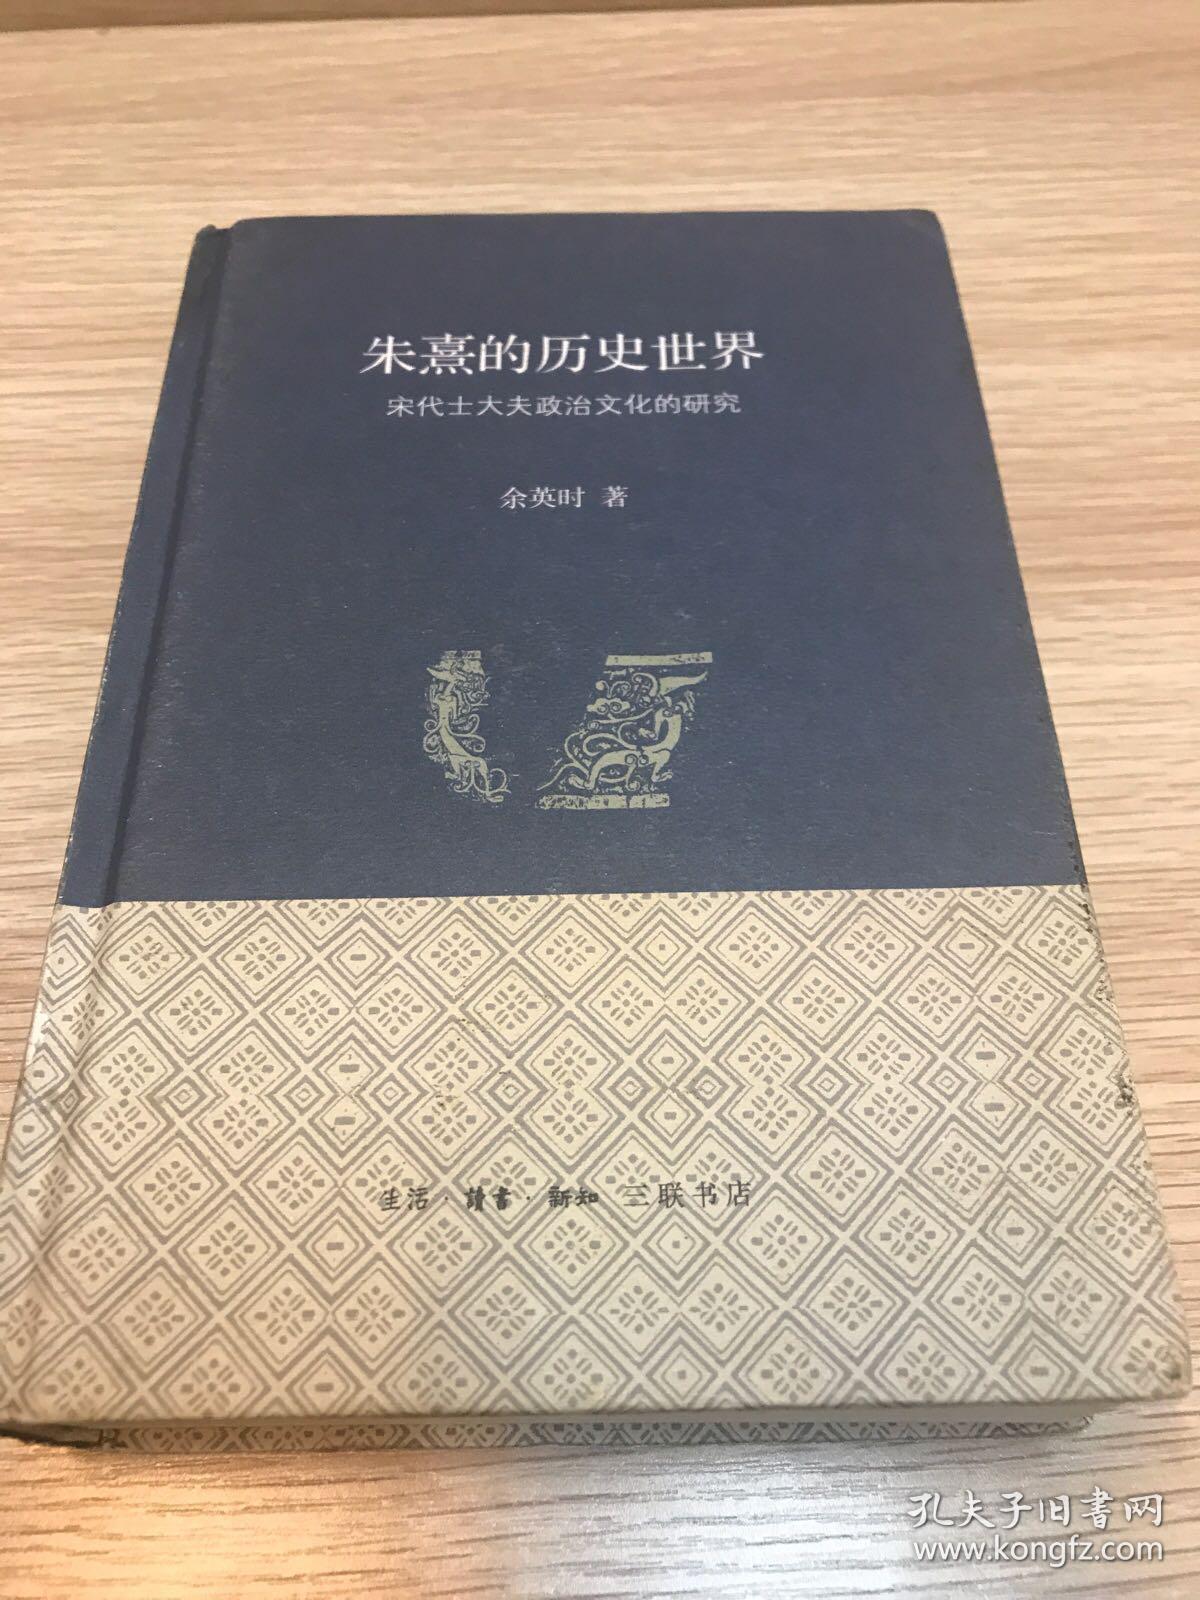 朱熹的历史世界
宋代士大夫政治文化的研究
余英时 著
生活·讀書·新知 三联书店
孔夫子旧书网
www.kongfz.com